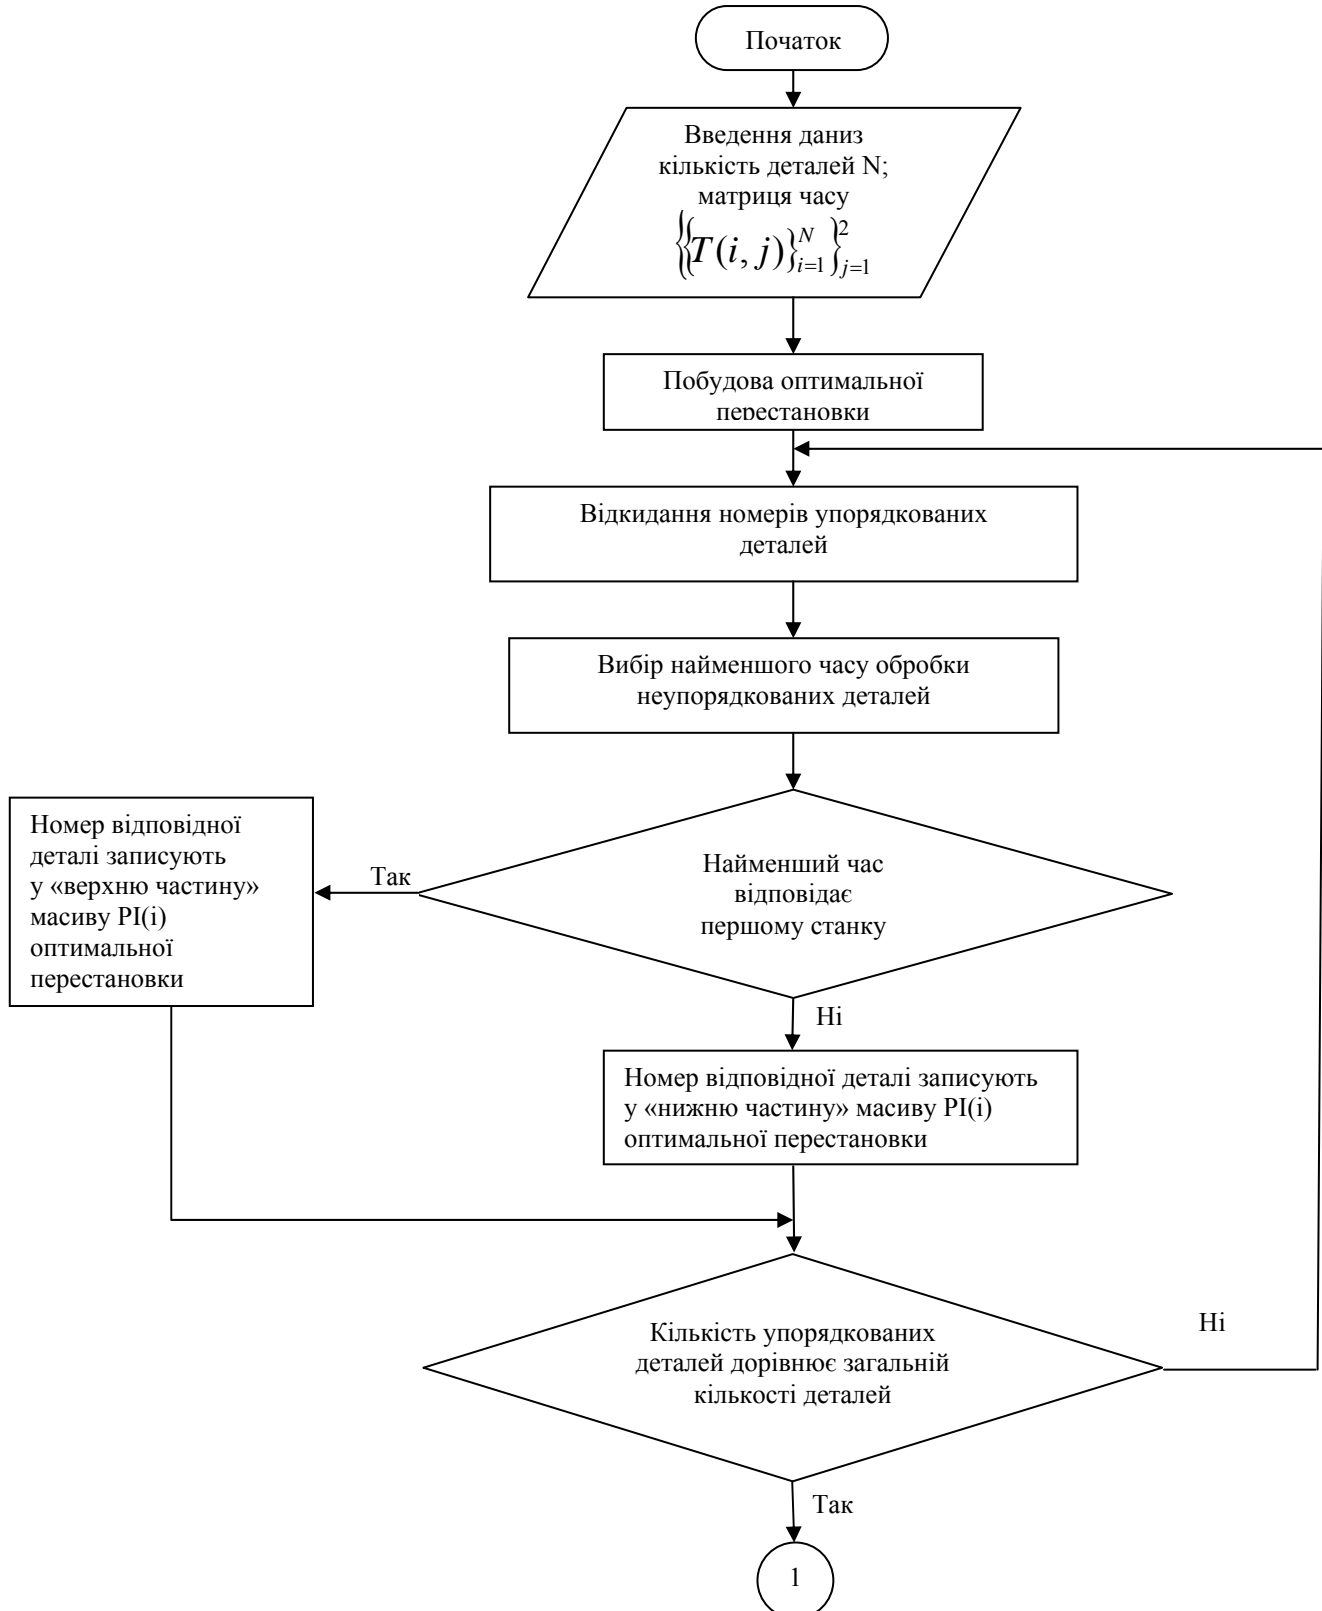 Початок
Введення даниз
кількість деталей N;
матриця часу
{{T(i, j)}_{i=1}^{N}}_{j=1}^{2}
Побудова оптимальної
перестановки
Відкидання номерів упорядкованих
деталей
Вибір найменшого часу обробки
неупорядкованих деталей
Найменший час
відповідає
першому станку
Так
Номер відповідної
деталі записують
у «верхню частину»
масиву PI(i)
оптимальної
перестановки
Ні
Номер відповідної деталі записують
у «нижню частину» масиву PI(i)
оптимальної перестановки
Кількість упорядкованих
деталей дорівнює загальній
кількості деталей
Ні
Так
1